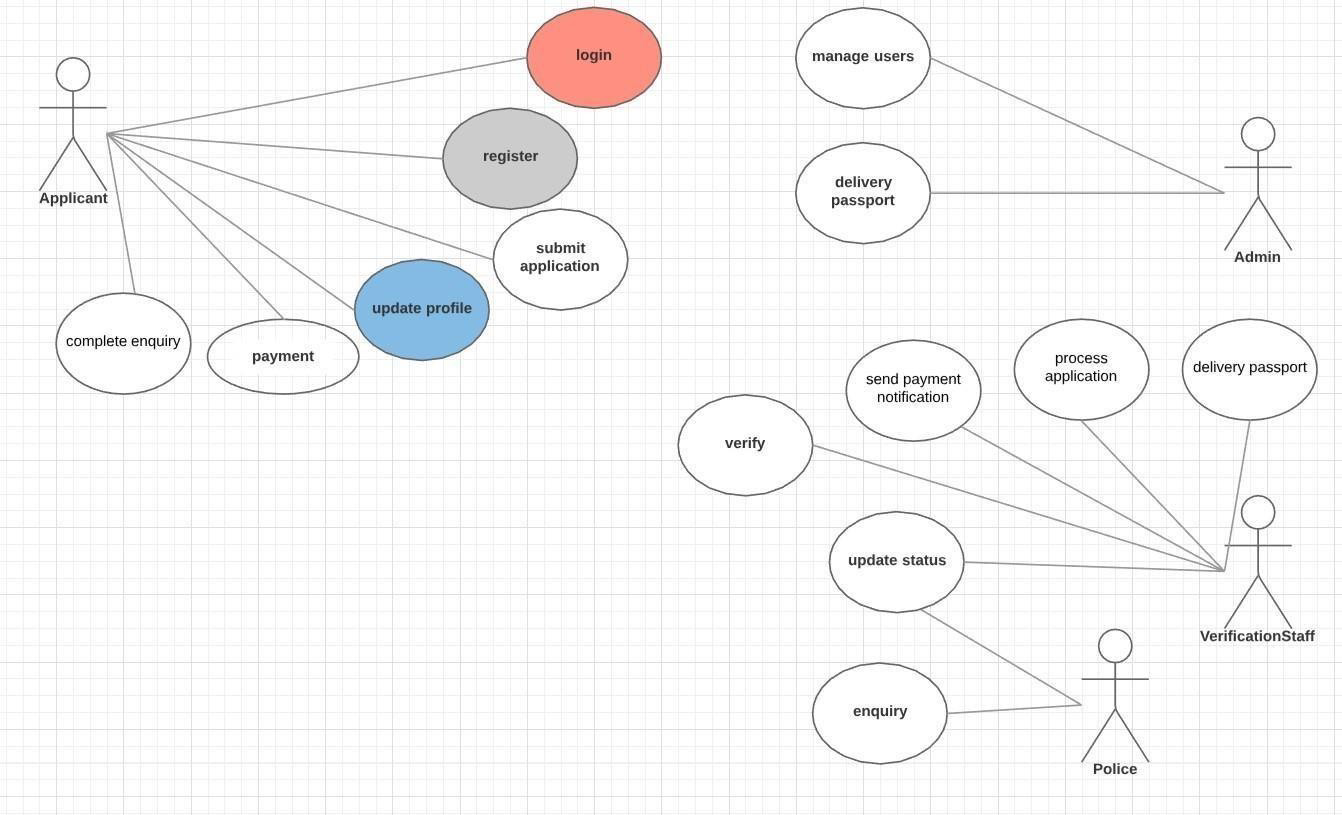 login
manage users
register
delivery
passport
Applicant
submit
application
Admin
update profile
complete enquiry
payment
process
application
delivery passport
send payment
notification
verify
update status
VerificationStaff
enquiry
Police